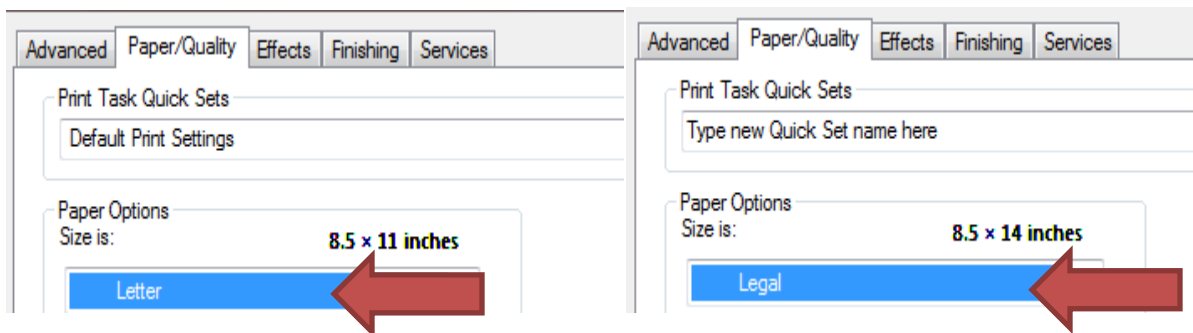 Advanced Paper/Quality Effects Finishing Services
Print Task Quick Sets
Default Print Settings
Paper Options
Size is: 8.5 × 11 inches
Letter
Advanced Paper/Quality Effects Finishing Services
Print Task Quick Sets
Type new Quick Set name here
Paper Options
Size is: 8.5 × 14 inches
Legal